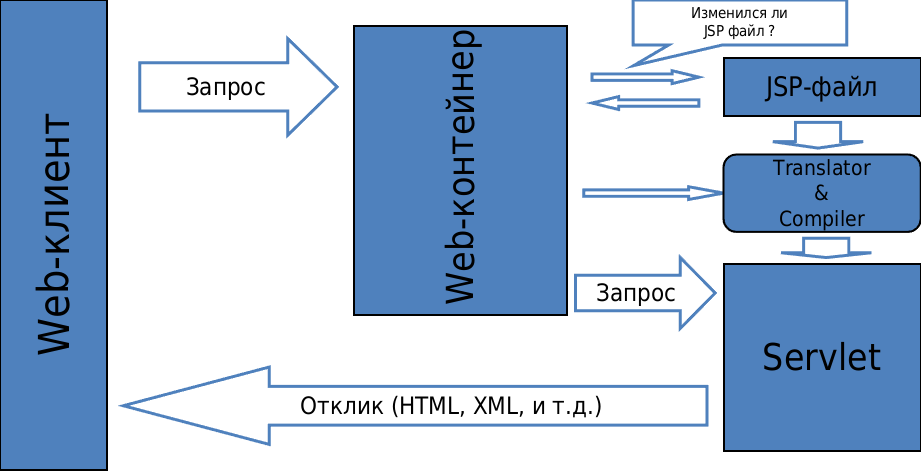 Web-клиент
Запрос
Web-контейнер
Изменился ли
JSP файл ?
JSP-файл
Translator
&
Compiler
Запрос
Servlet
Отклик (HTML, XML, и т.д.)